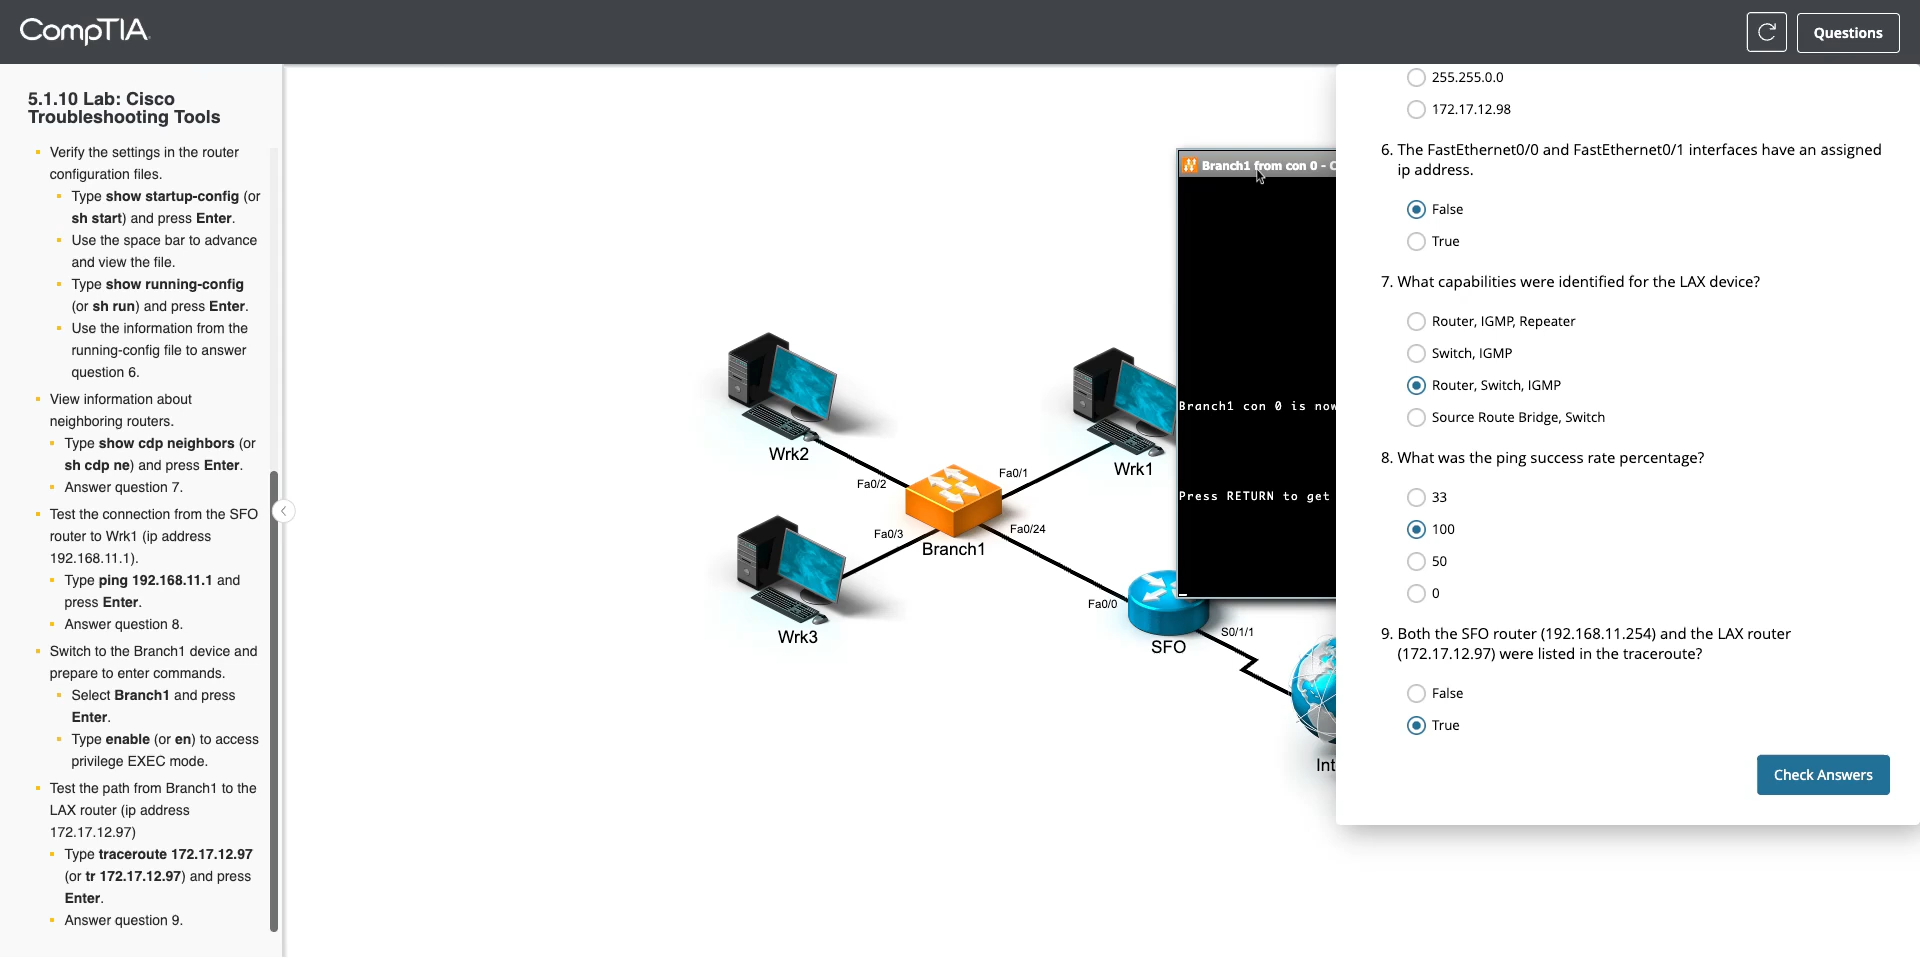 CompTIA.
Questions
5.1.10 Lab: Cisco
Troubleshooting Tools
Verify the settings in the router
configuration files.
Type show startup-config (or
sh start) and press Enter.
Use the space bar to advance
and view the file.
Type show running-config
(or sh run) and press Enter.
Use the information from the
running-config file to answer
question 6.
View information about
neighboring routers.
Type show cdp neighbors (or
sh cdp ne) and press Enter.
Answer question 7.
Test the connection from the SFO
router to Wrk1 (ip address
192.168.11.1).
Type ping 192.168.11.1 and
press Enter.
Answer question 8.
Switch to the Branch1 device and
prepare to enter commands.
Select Branch1 and press
Enter.
Type enable (or en) to access
privilege EXEC mode.
Test the path from Branch1 to the
LAX router (ip address
172.17.12.97)
Type traceroute 172.17.12.97
(or tr 172.17.12.97) and press
Enter.
Answer question 9.
Wrk2
Wrk1
Fa0/1
Fa0/2
Fa0/3
Fa0/24
Branch1
Wrk3
Fa0/0
SFO
S0/1/1
Int
Branch1 from con 0 - C
Branch1 con 0 is now
Press RETURN to get
255.255.0.0
172.17.12.98
6. The FastEthernet0/0 and FastEthernet0/1 interfaces have an assigned
ip address.
False
True
7. What capabilities were identified for the LAX device?
Router, IGMP, Repeater
Switch, IGMP
Router, Switch, IGMP
Source Route Bridge, Switch
8. What was the ping success rate percentage?
33
100
50
0
9. Both the SFO router (192.168.11.254) and the LAX router
(172.17.12.97) were listed in the traceroute?
False
True
Check Answers